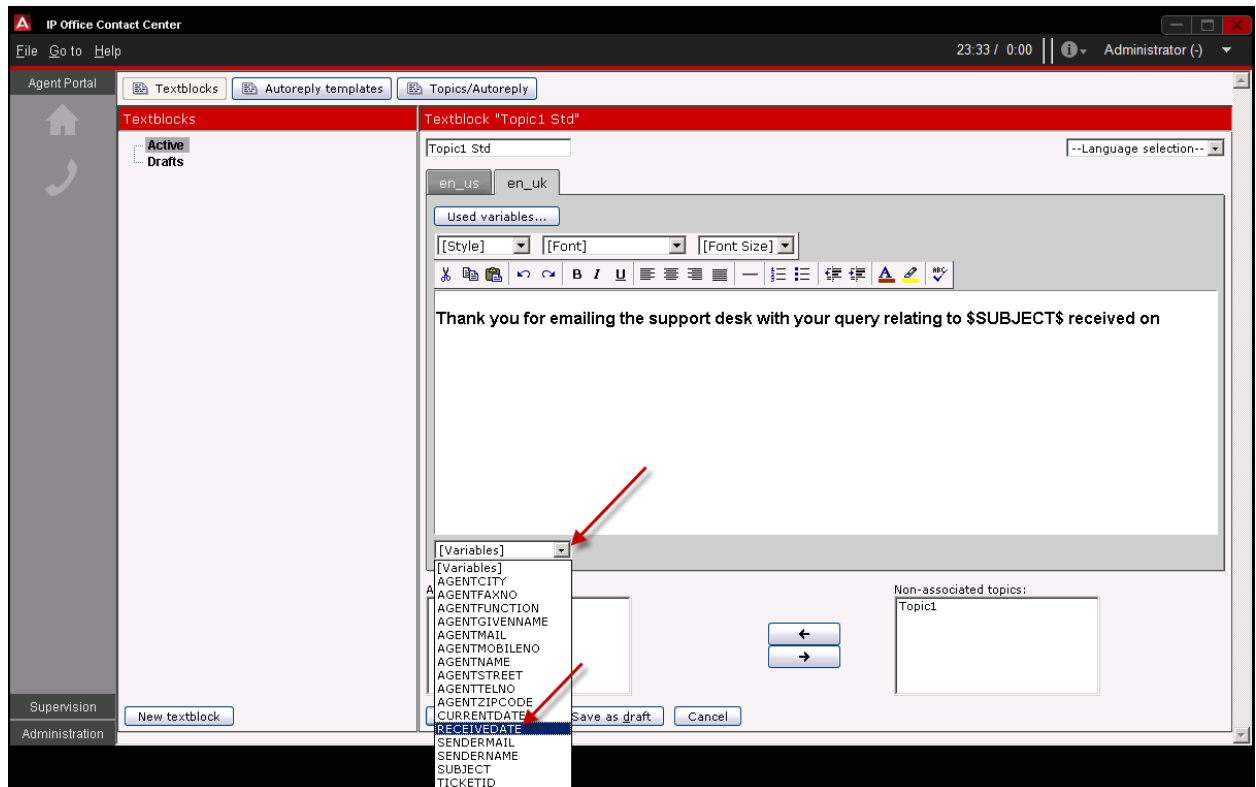 IP Office Contact Center
File Go to Help
23:33 / 0:00 Administrator (-)
Agent Portal
Textblocks Autoreply templates Topics/Autoreply
Textblocks
Textblock "Topic1 Std"
Active
Drafts
Topic1 Std
--Language selection--
en_us en_uk
Used variables...
[Style] [Font] [Font Size]
B I U A ABC
Thank you for emailing the support desk with your query relating to $SUBJECT$ received on
[Variables]
[Variables]
AGENTCITY
AGENTFAXNO
AGENTFUNCTION
AGENTGIVENNAME
AGENTMAIL
AGENTMOBILENO
AGENTNAME
AGENTSTREET
AGENTTELNO
AGENTZIPCODE
CURRENTDATE
RECEIVEDATE
SENDERMAIL
SENDERNAME
SUBJECT
TICKETID
Non-associated topics:
Topic1
Supervision
Administration
New textblock
Save as draft Cancel